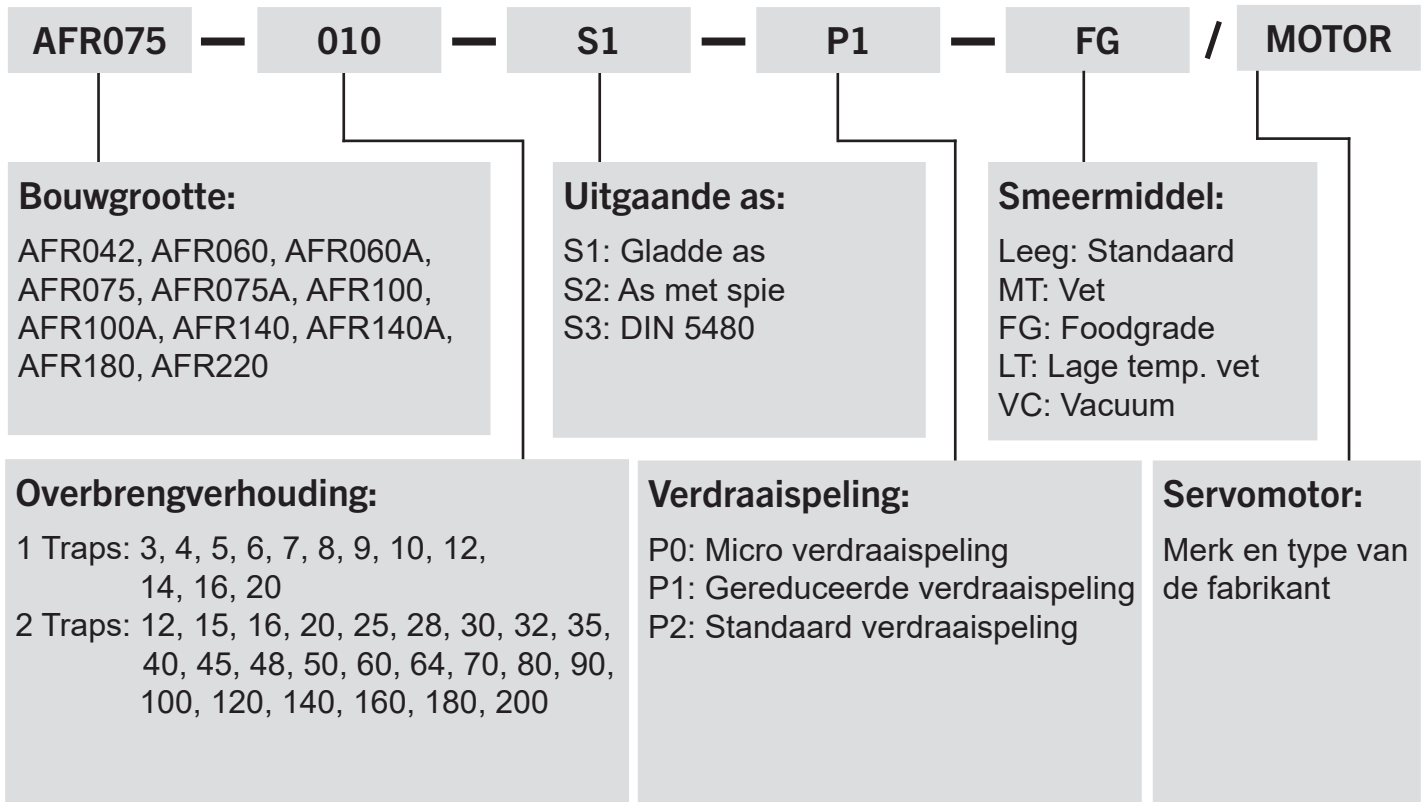 AFR075 — 010 — S1 — P1 — FG / MOTOR
Bouwgrootte:
AFR042, AFR060, AFR060A,
AFR075, AFR075A, AFR100,
AFR100A, AFR140, AFR140A,
AFR180, AFR220
Uitgaande as:
S1: Gladde as
S2: As met spie
S3: DIN 5480
Smeermiddel:
Leeg: Standaard
MT: Vet
FG: Foodgrade
LT: Lage temp. vet
VC: Vacuum
Overbrengverhouding:
1 Traps: 3, 4, 5, 6, 7, 8, 9, 10, 12,
14, 16, 20
2 Traps: 12, 15, 16, 20, 25, 28, 30, 32, 35,
40, 45, 48, 50, 60, 64, 70, 80, 90,
100, 120, 140, 160, 180, 200
Verdraaispeling:
P0: Micro verdraaispeling
P1: Gereduceerde verdraaispeling
P2: Standaard verdraaispeling
Servomotor:
Merk en type van
de fabrikant